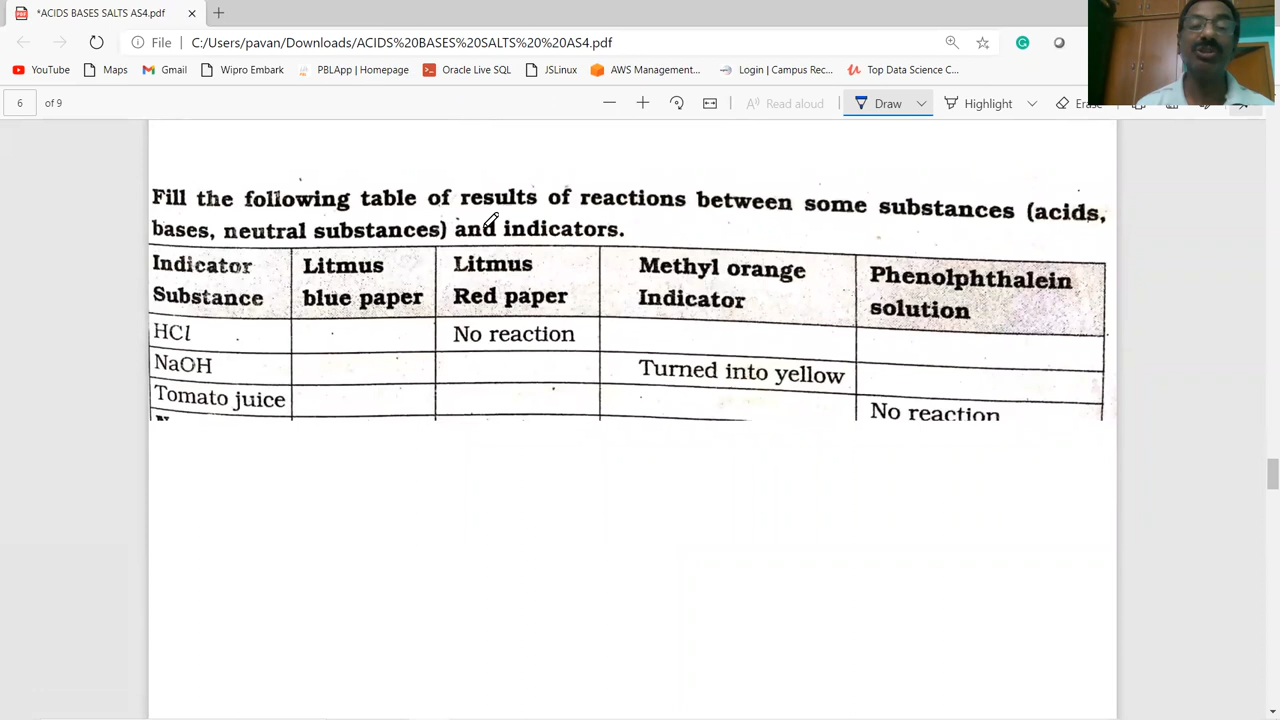 *ACIDS BASES SALTS AS4.pdf
File C:/Users/pavan/Downloads/ACIDS%20BASES%20SALTS%20%20AS4.pdf
YouTube Maps Gmail Wipro Embark PBLApp | Homepage Oracle Live SQL JSLinux AWS Management... Login | Campus Rec... Top Data Science C...
6 of 9 Read aloud Draw Highlight Erase
Fill the following table of results of reactions between some substances (acids,
bases, neutral substances) and indicators.
Indicator Litmus Litmus Methyl orange Phenolphthalein
Substance blue paper Red paper Indicator solution
HCl No reaction
NaOH Turned into yellow
Tomato juice No reaction